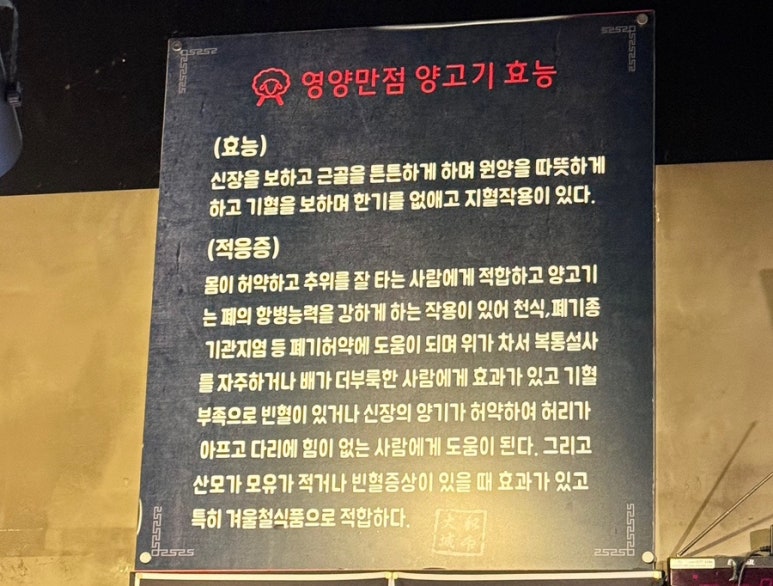 영양만점 양고기 효능
(효능)
신장을 보하고 근골을 튼튼하게 하며 원양을 따뜻하게
하고 기혈을 보하며 한기를 없애고 지혈작용이 있다.
(적응증)
몸이 허약하고 추위를 잘 타는 사람에게 적합하고 양고기
는 폐의 항병능력을 강하게 하는 작용이 있어 천식,폐기종
기관지염 등 폐기허약에 도움이 되며 위가 차서 복통설사
를 자주하거나 배가 더부룩한 사람에게 효과가 있고 기혈
부족으로 빈혈이 있거나 신장의 양기가 허약하여 허리가
아프고 다리에 힘이 없는 사람에게 도움이 된다. 그리고
산모가 모유가 적거나 빈혈증상이 있을 때 효과가 있고
특히 겨울철식품으로 적합하다.